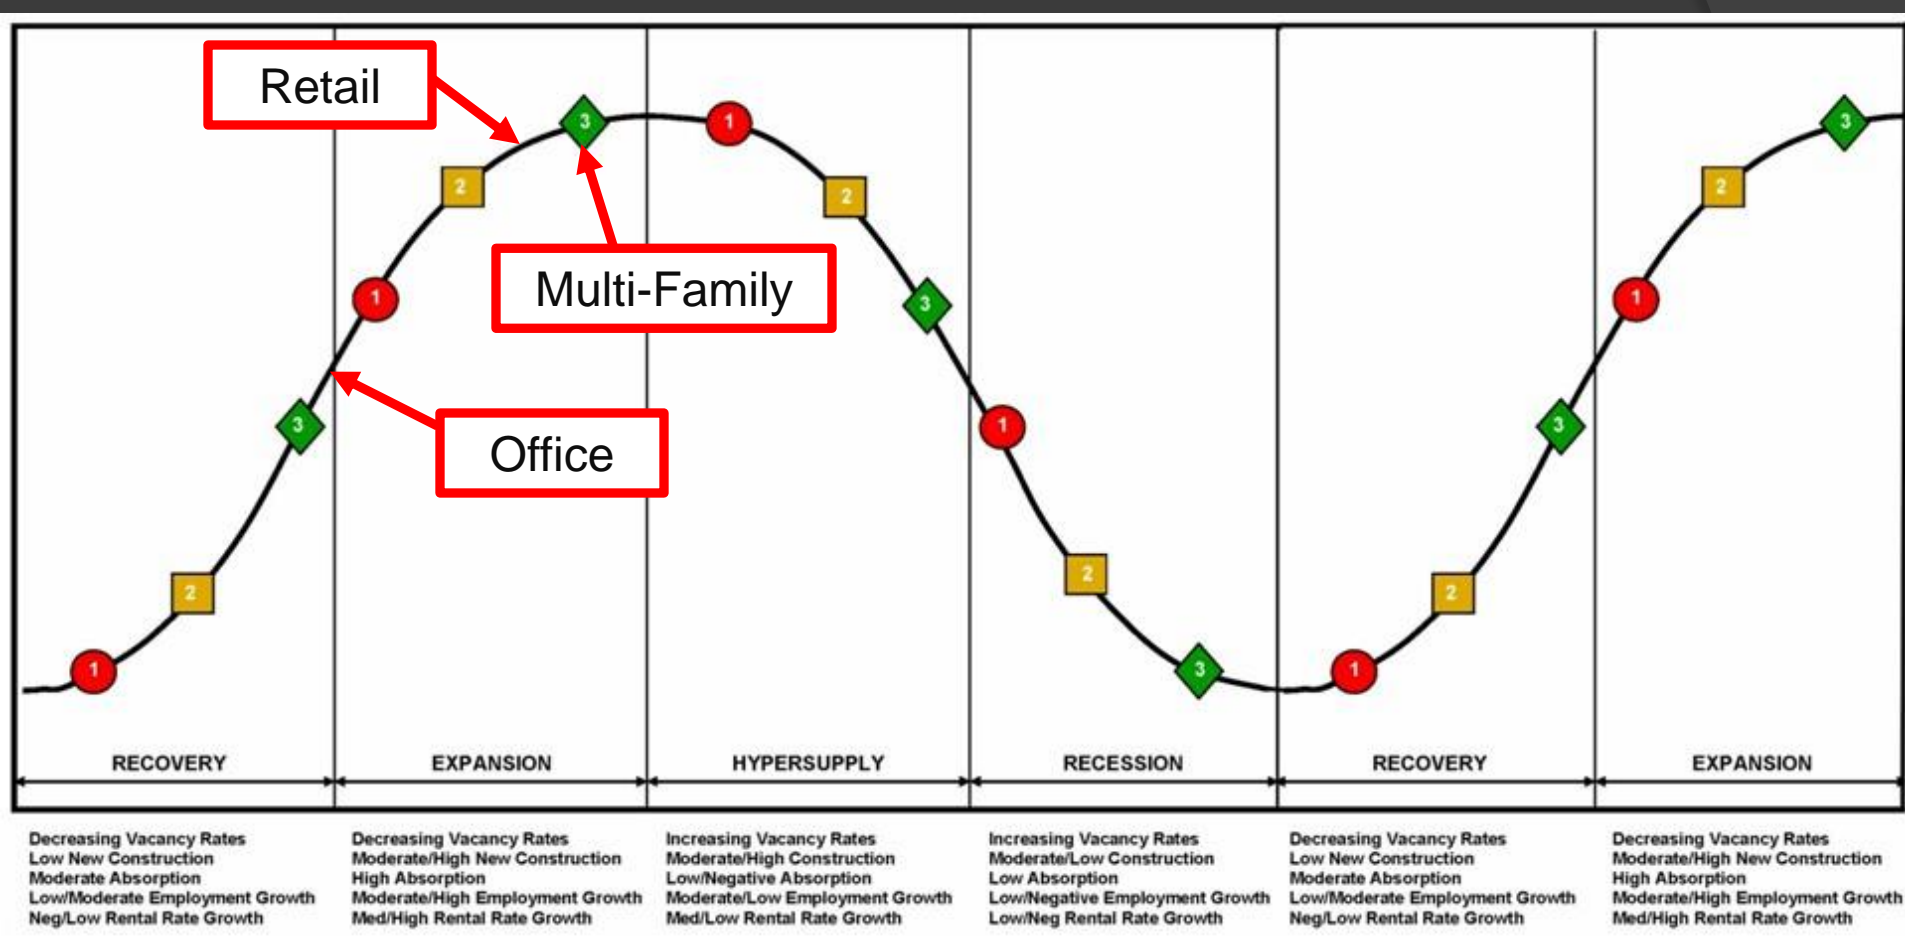 Retail
Multi-Family
Office
3
1
2
2
1
3
3
1
2
3
1
2
3
1
2
3
1
2
3
RECOVERY
EXPANSION
HYPERSUPPLY
RECESSION
RECOVERY
EXPANSION
Decreasing Vacancy Rates
Low New Construction
Moderate Absorption
Low/Moderate Employment Growth
Neg/Low Rental Rate Growth
Decreasing Vacancy Rates
Moderate/High New Construction
High Absorption
Moderate/High Employment Growth
Med/High Rental Rate Growth
Increasing Vacancy Rates
Moderate/High Construction
Low/Negative Absorption
Moderate/Low Employment Growth
Med/Low Rental Rate Growth
Increasing Vacancy Rates
Moderate/Low Construction
Low Absorption
Low/Negative Employment Growth
Low/Neg Rental Rate Growth
Decreasing Vacancy Rates
Low New Construction
Moderate Absorption
Low/Moderate Employment Growth
Neg/Low Rental Rate Growth
Decreasing Vacancy Rates
Moderate/High New Construction
High Absorption
Moderate/High Employment Growth
Med/High Rental Rate Growth